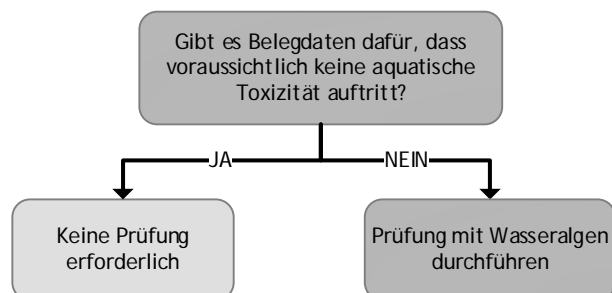 Gibt es Belegdaten dafür, dass
voraussichtlich keine aquatische
Toxizität auftritt?
JA
NEIN
Keine Prüfung
erforderlich
Prüfung mit Wasseralgen
durchführen